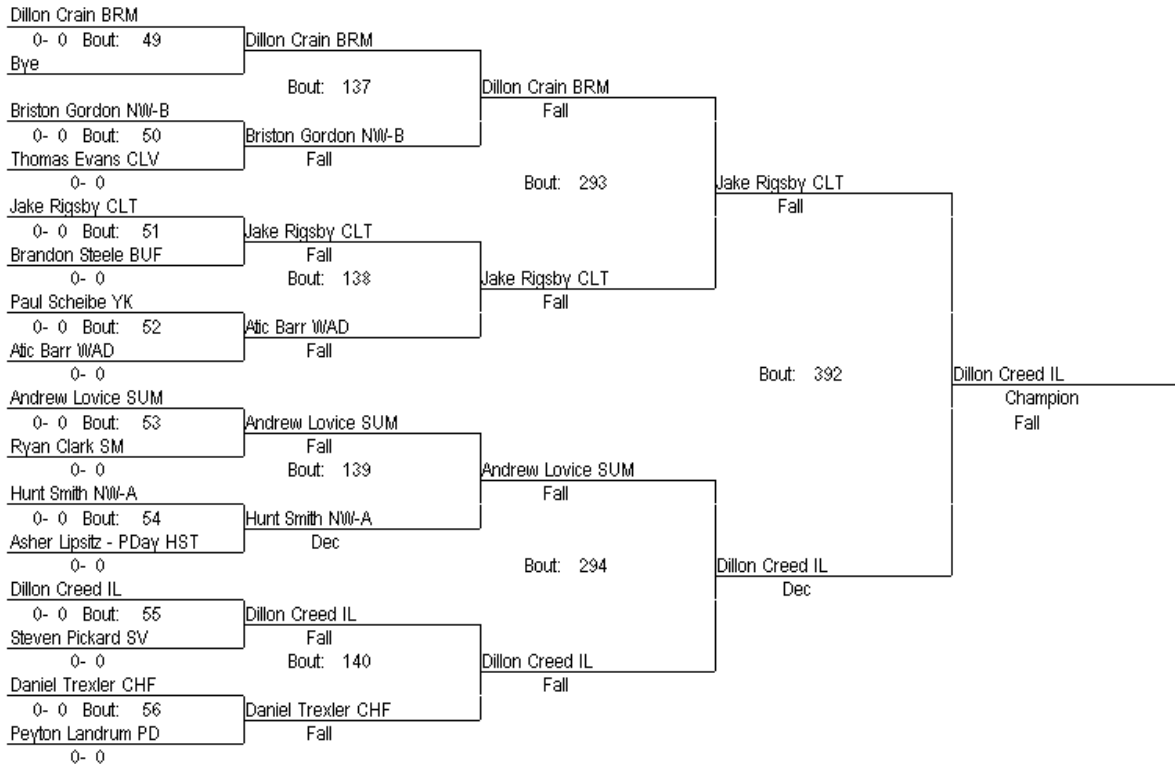 Dillon Crain BRM
0- 0 Bout: 49
Bye
Briston Gordon NW-B
0- 0 Bout: 50
Thomas Evans CLV
0- 0
Jake Rigsby CLT
0- 0 Bout: 51
Brandon Steele BUF
0- 0
Paul Scheibe YK
0- 0 Bout: 52
Atic Barr WAD
0- 0
Andrew Lovice SUM
0- 0 Bout: 53
Ryan Clark SM
0- 0
Hunt Smith NW-A
0- 0 Bout: 54
Asher Lipsitz - PDay HST
0- 0
Dillon Creed IL
0- 0 Bout: 55
Steven Pickard SV
0- 0
Daniel Trexler CHF
0- 0 Bout: 56
Peyton Landrum PD
0- 0
Dillon Crain BRM
Bout: 137
Briston Gordon NW-B
Fall
Jake Rigsby CLT
Fall
Bout: 138
Atic Barr WAD
Fall
Andrew Lovice SUM
Fall
Bout: 139
Hunt Smith NW-A
Dec
Dillon Creed IL
Fall
Bout: 140
Daniel Trexler CHF
Fall
Dillon Crain BRM
Fall
Bout: 293
Jake Rigsby CLT
Fall
Andrew Lovice SUM
Fall
Bout: 294
Dillon Creed IL
Fall
Jake Rigsby CLT
Fall
Bout: 392
Dillon Creed IL
Dec
Dillon Creed IL
Champion
Fall